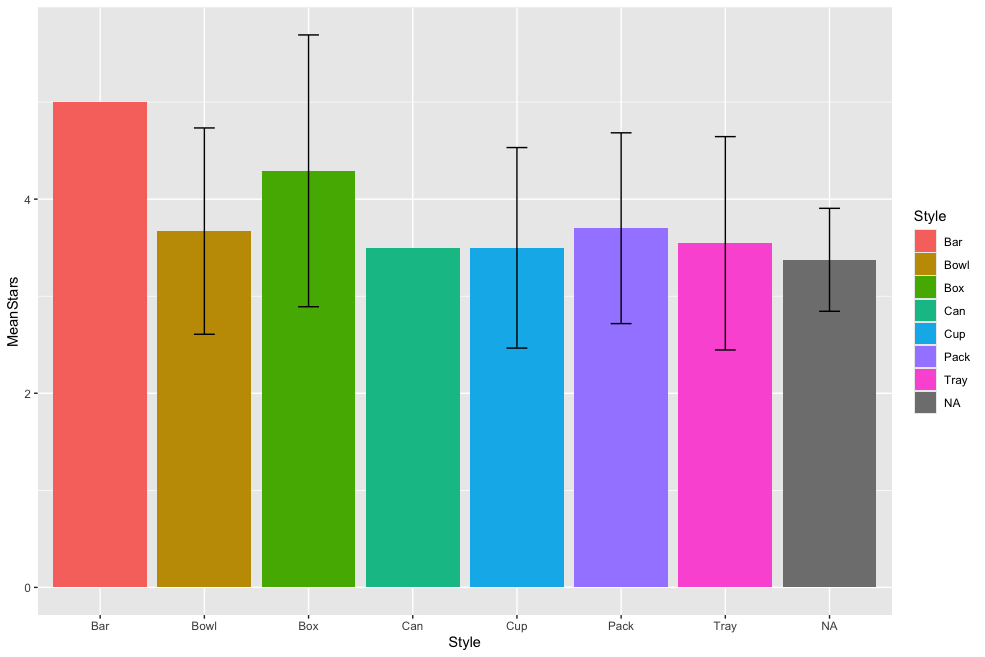 MeanStars
4
2
0
Bar Bowl Box Can Cup Pack Tray NA
Style
Style
Bar
Bowl
Box
Can
Cup
Pack
Tray
NA